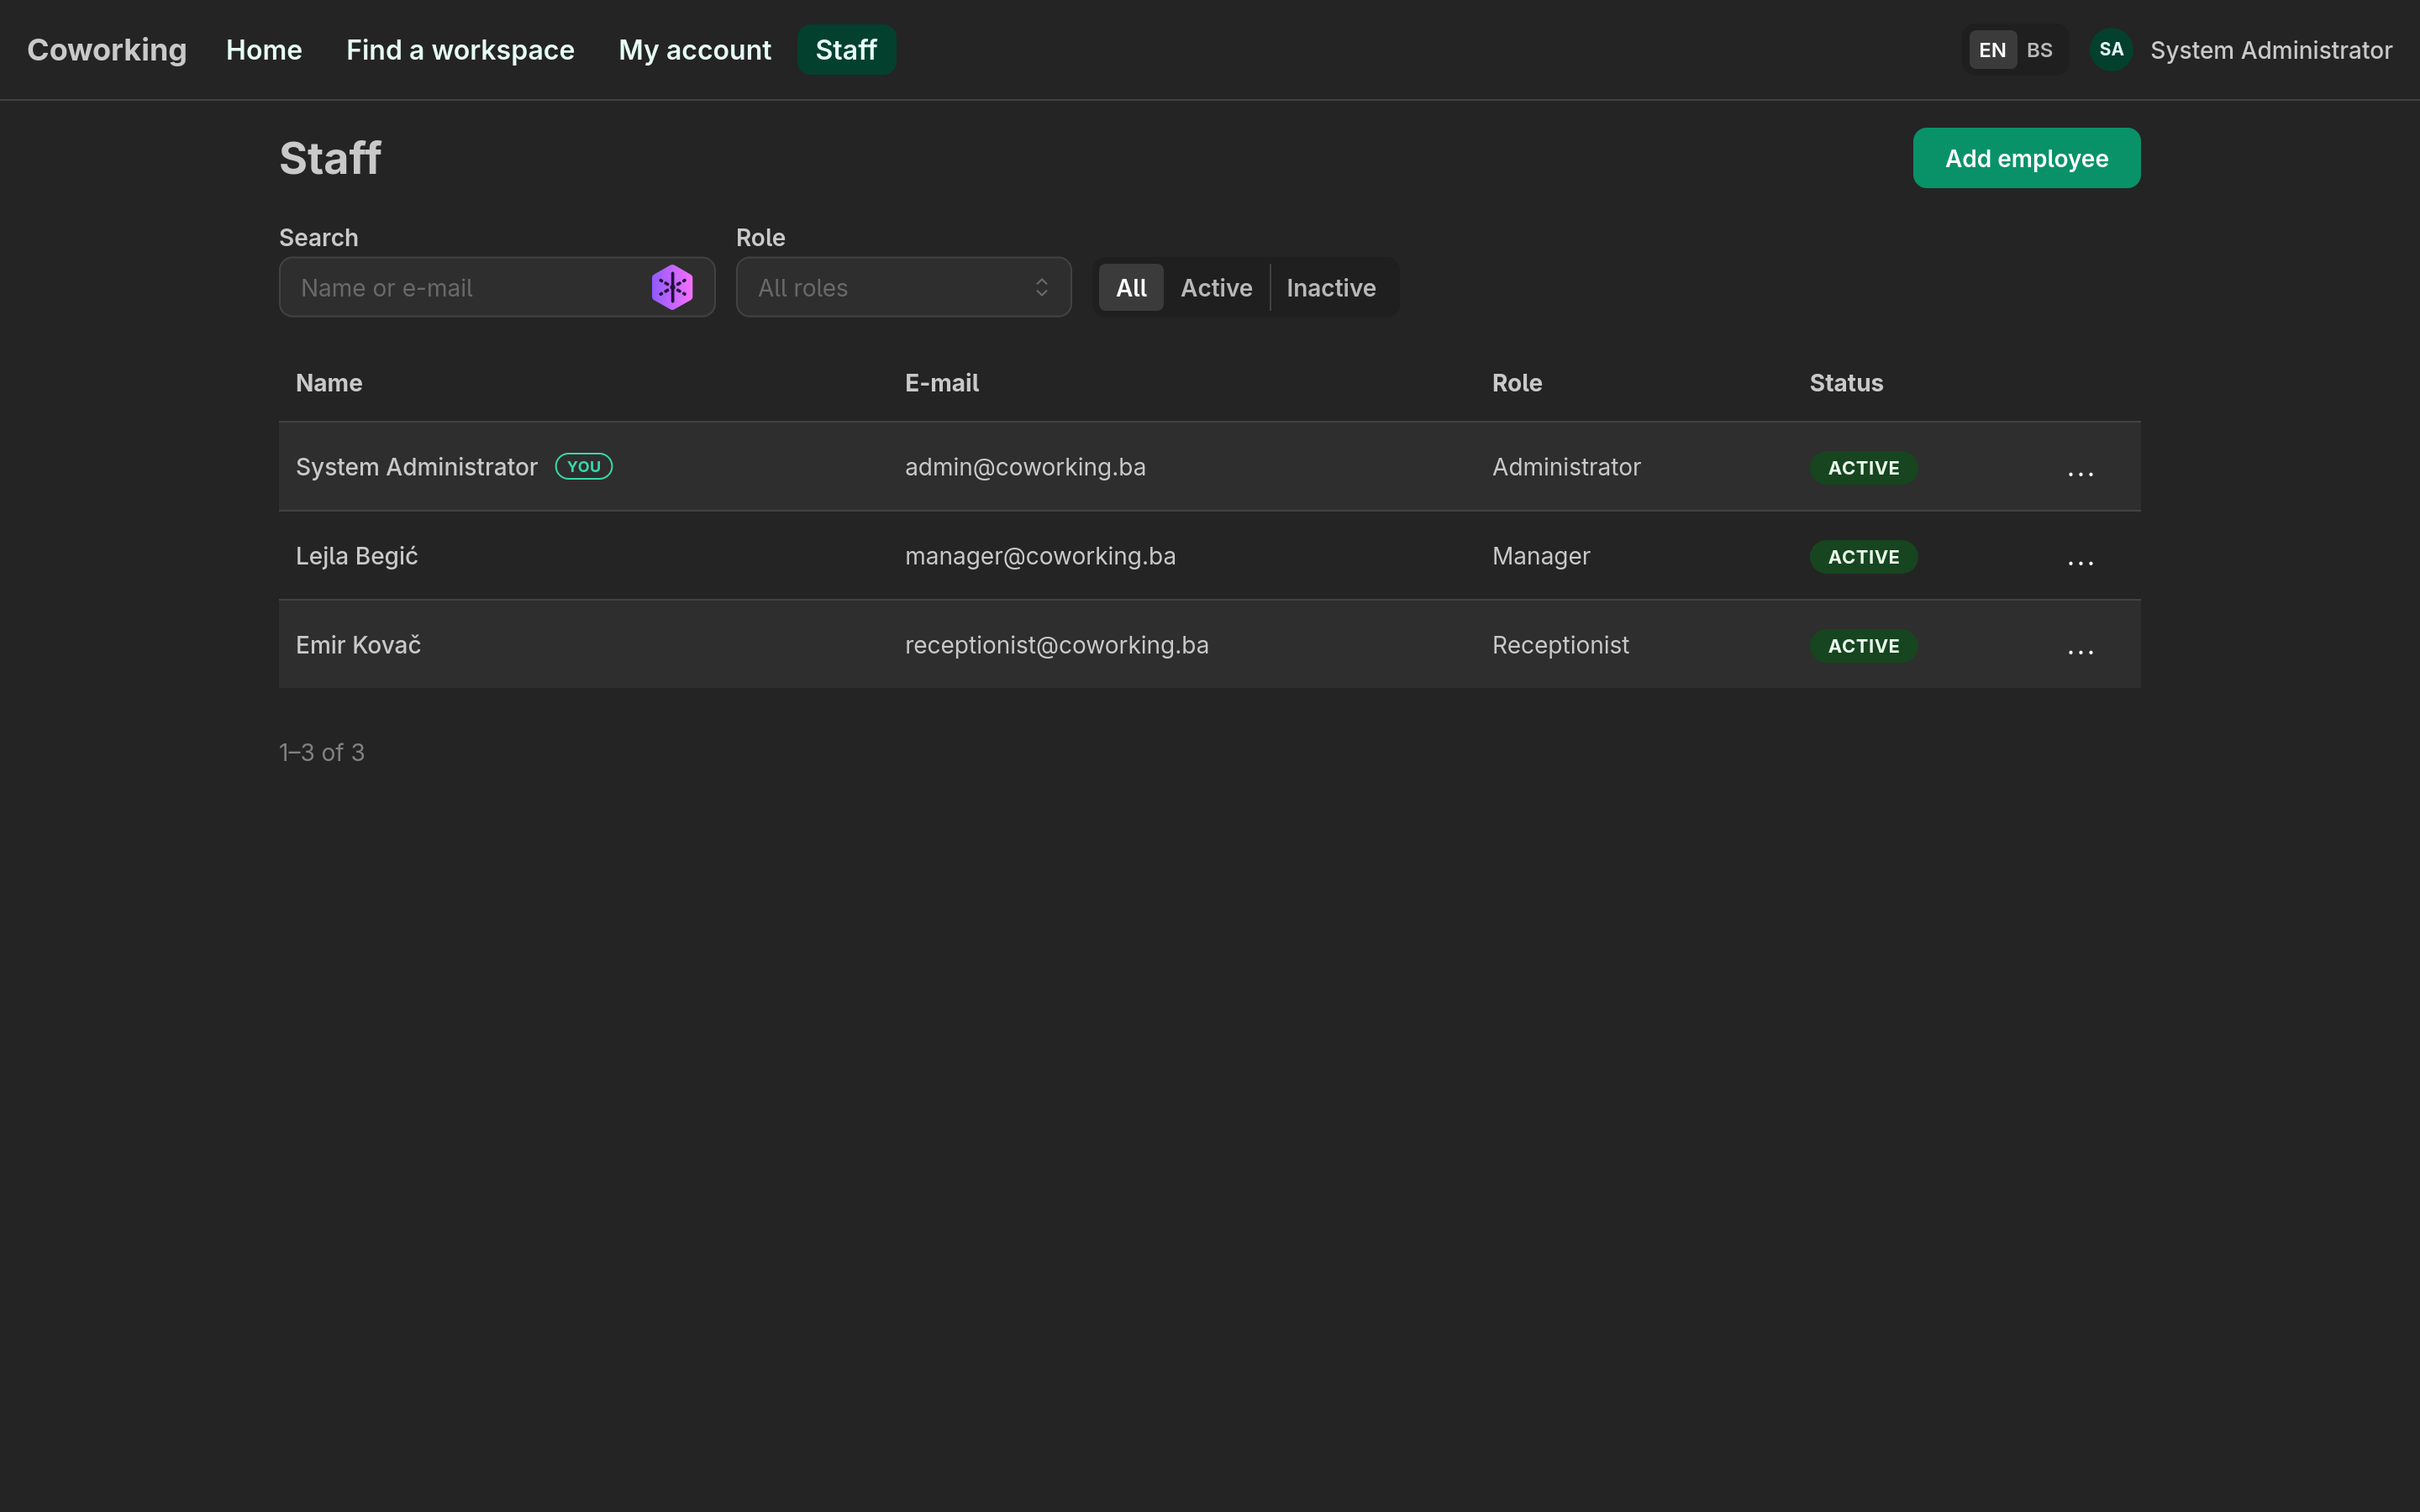 Coworking Home Find a workspace My account Staff EN BS SA System Administrator
Staff Add employee
Search Role
Name or e-mail All roles All Active Inactive
Name E-mail Role Status
System Administrator YOU admin@coworking.ba Administrator ACTIVE ...
Lejla Begić manager@coworking.ba Manager ACTIVE ...
Emir Kovač receptionist@coworking.ba Receptionist ACTIVE ...
1–3 of 3